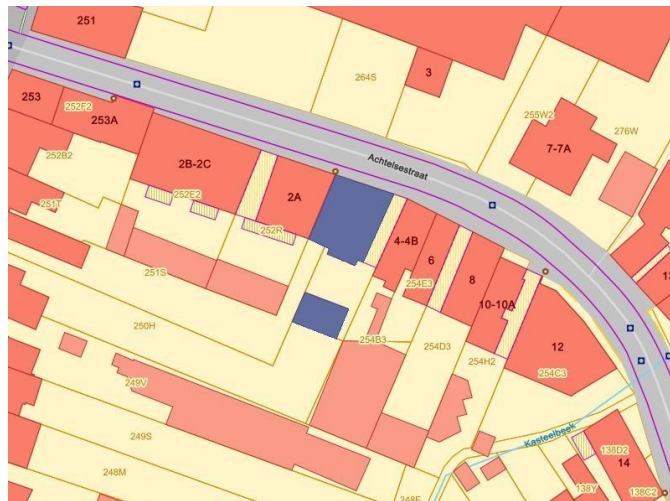 251
264S
3
255W2
276W
7-7A
253
252F2
253A
252B2
Achtelsestraat
2B-2C
252E2
2A
252R
251T
4-4B
6
8
254E3
10-10A
13
251S
250H
254B3
254D3
254H2
12
254C3
249V
Kasteelbeek
249S
248M
248F
138D2
14
138Y
138C2